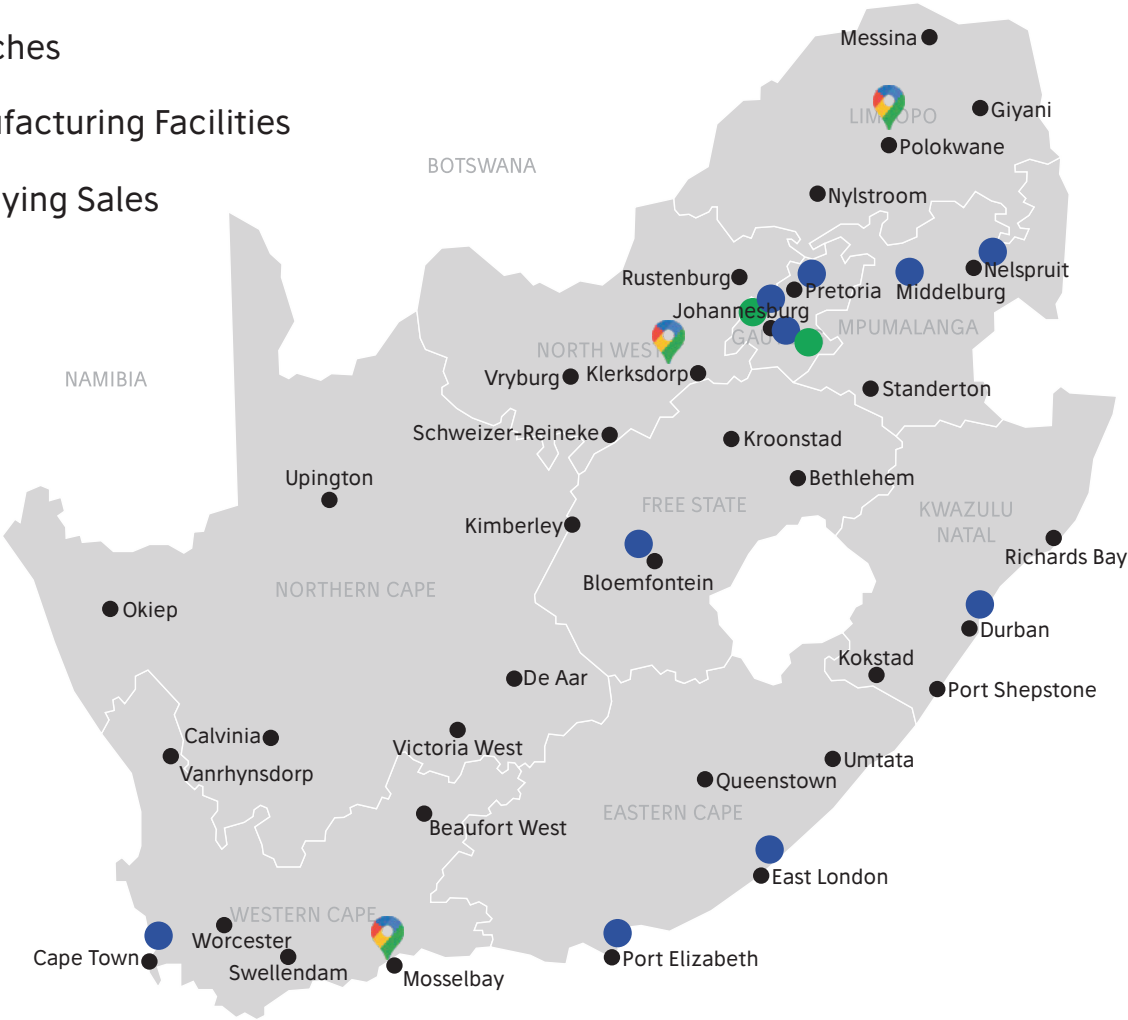 ches
facturing Facilities
ying Sales
Messina
LIMPOPO
Giyani
Polokwane
BOTSWANA
Nylstroom
Nelspruit
Rustenburg
Pretoria
Middelburg
Johannesburg
MPUMALANGA
GAU
NORTH WEST
NAMIBIA
Vryburg
Klerksdorp
Standerton
Schweizer-Reineke
Kroonstad
Upington
Bethlehem
FREE STATE
KWAZULU
NATAL
Kimberley
Richards Bay
Bloemfontein
NORTHERN CAPE
Okiep
Durban
Kokstad
De Aar
Port Shepstone
Calvinia
Victoria West
Vanrhynsdorp
Umtata
Queenstown
EASTERN CAPE
Beaufort West
East London
WESTERN CAPE
Worcester
Cape Town
Swellendam
Port Elizabeth
Mosselbay